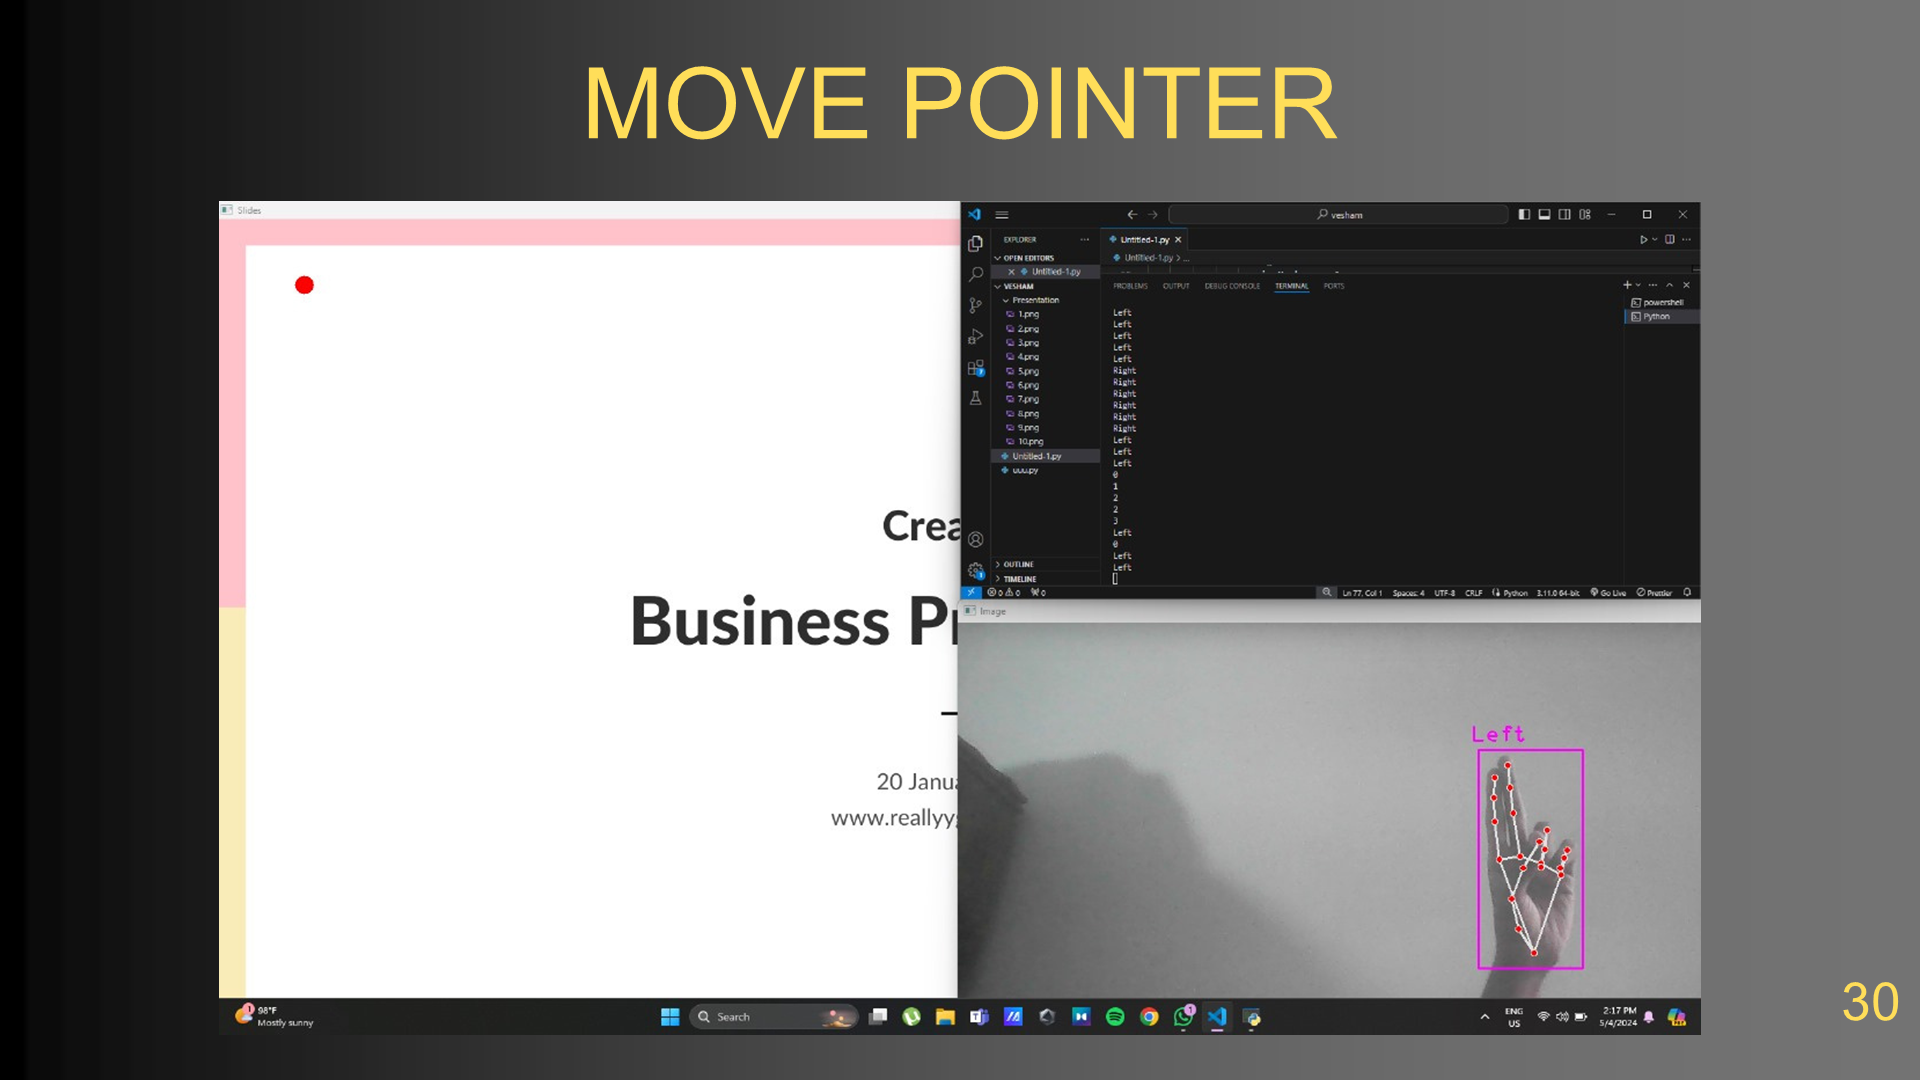 MOVE POINTER
Slides
Crea
Business Pr
20 Janua
www.reallyy
vesham
EXPLORER
OPEN EDITORS
Untitled-1.py
VESHAM
Presentation
1.png
2.png
3.png
4.png
5.png
6.png
7.png
8.png
9.png
10.png
Untitled-1.py
uuu.py
OUTLINE
TIMELINE
Untitled-1.py
Untitled-1.py > ...
PROBLEMS OUTPUT DEBUG CONSOLE TERMINAL PORTS
powershell
Python
Left
Left
Left
Left
Left
Right
Right
Right
Right
Right
Right
Left
Left
Left
0
1
2
2
3
Left
0
Left
Left
0 0 0
Ln 77, Col 1 Spaces: 4 UTF-8 CRLF Python 3.11.0 64-bit Go Live Prettier
Image
Left
1
98°F
Mostly sunny
Search
1
ENG
US
2:17 PM
5/4/2024
30